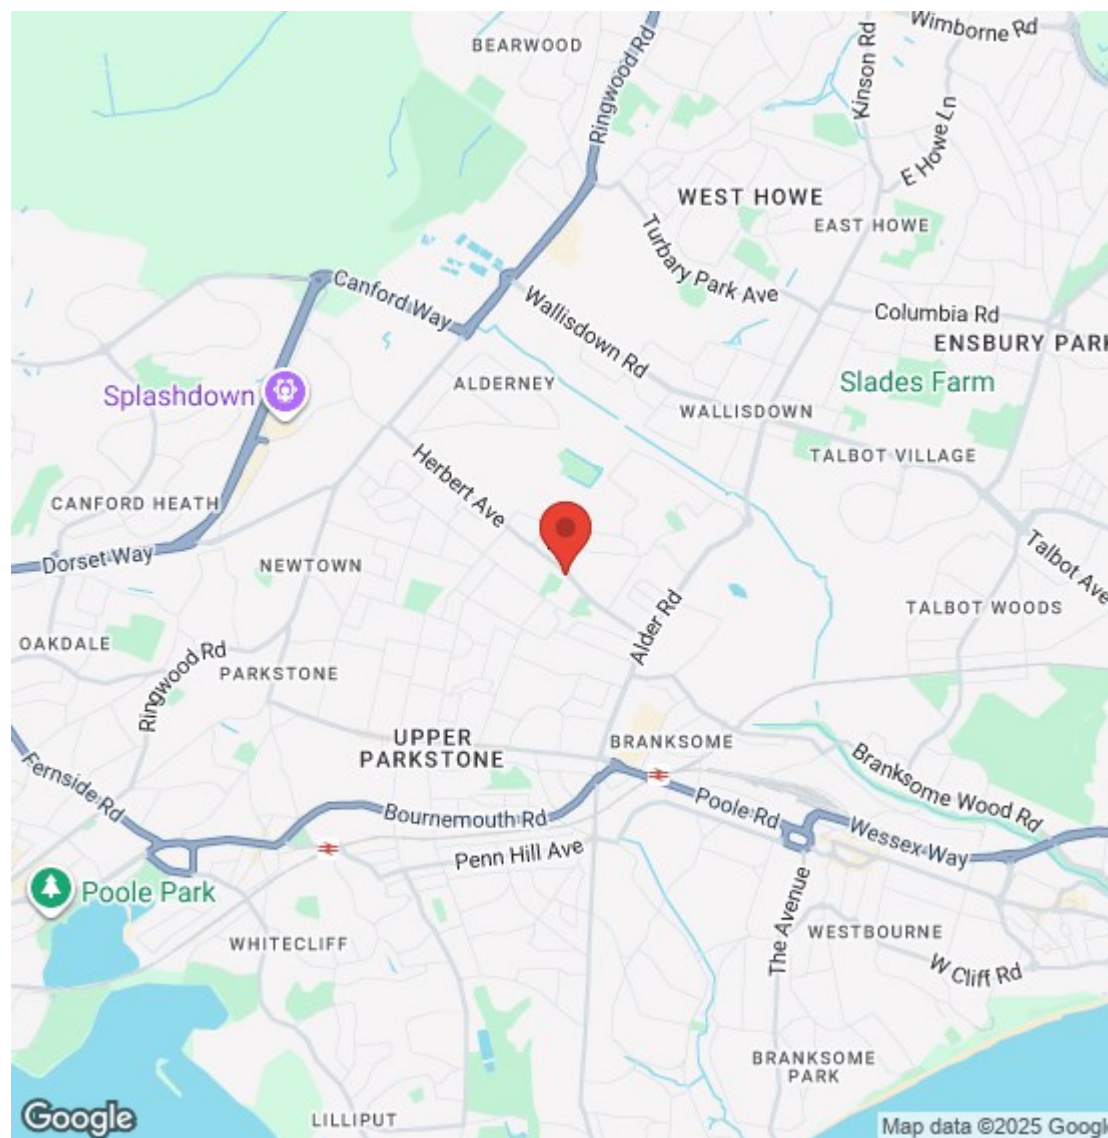 Wimborne Rd
BEARWOOD
Ringwood Rd
Kinson Rd
E Howe Ln
WEST HOWE
EAST HOWE
Turbary Park Ave
Canford Way
Wallisdown Rd
Columbia Rd
ENSBURY PARK
Splashdown
ALDERNEY
Slades Farm
WALLISDOWN
TALBOT VILLAGE
Herbert Ave
CANFORD HEATH
Dorset Way
NEWTOWN
Talbot Ave
TALBOT WOODS
OAKDALE
Alder Rd
Ringwood Rd
PARKSTONE
UPPER
PARKSTONE
BRANKSOME
Fernside Rd
Branksome Wood Rd
Bournemouth Rd
Poole Rd
Wessex Way
Penn Hill Ave
Poole Park
The Avenue
WHITECLIFF
WESTBOURNE
W Cliff Rd
BRANKSOME
PARK
LILLIPUT
Google
Map data ©2025 Google